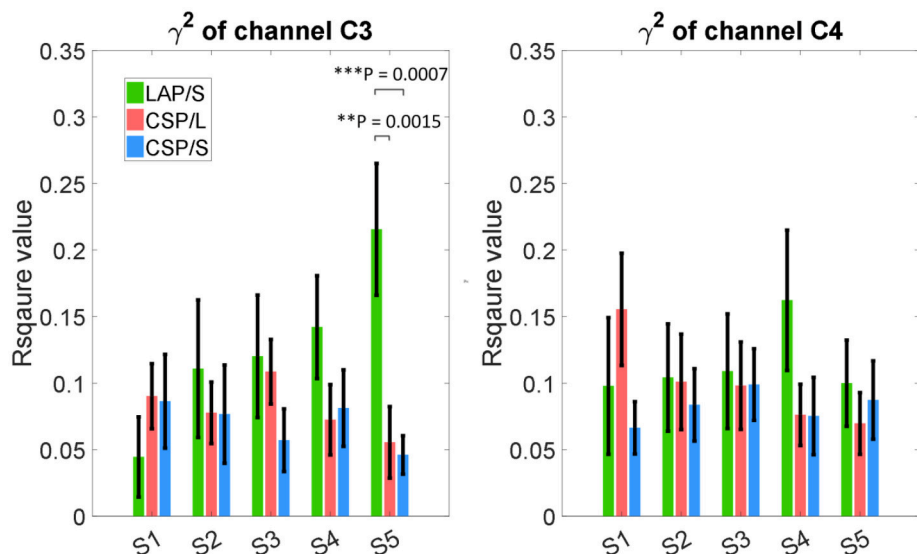 γ² of channel C3
γ² of channel C4
0.35
0.3
0.25
0.2
0.15
0.1
0.05
0
Rsqaure value
LAP/S
CSP/L
CSP/S
***P = 0.0007
**P = 0.0015
S1
S2
S3
S4
S5
0.35
0.3
0.25
0.2
0.15
0.1
0.05
0
Rsqaure value
S1
S2
S3
S4
S5